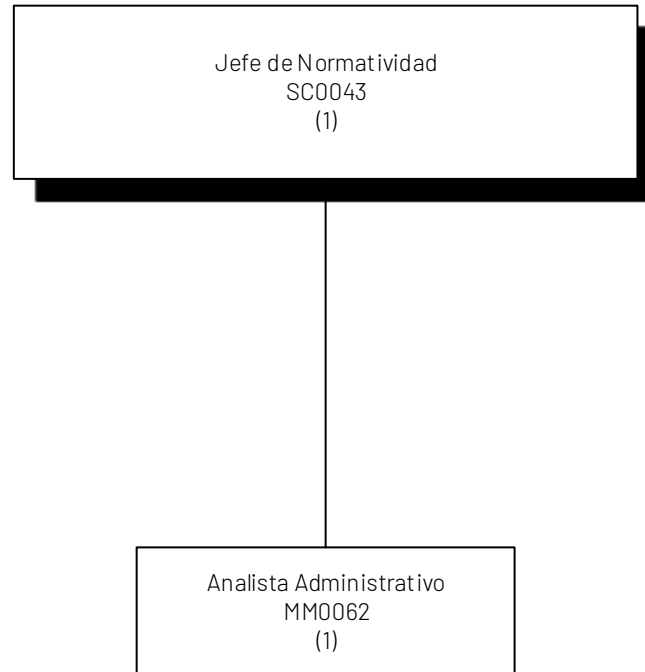 Jefe de Normatividad
SC0043
(1)
Analista Administrativo
MM0062
(1)